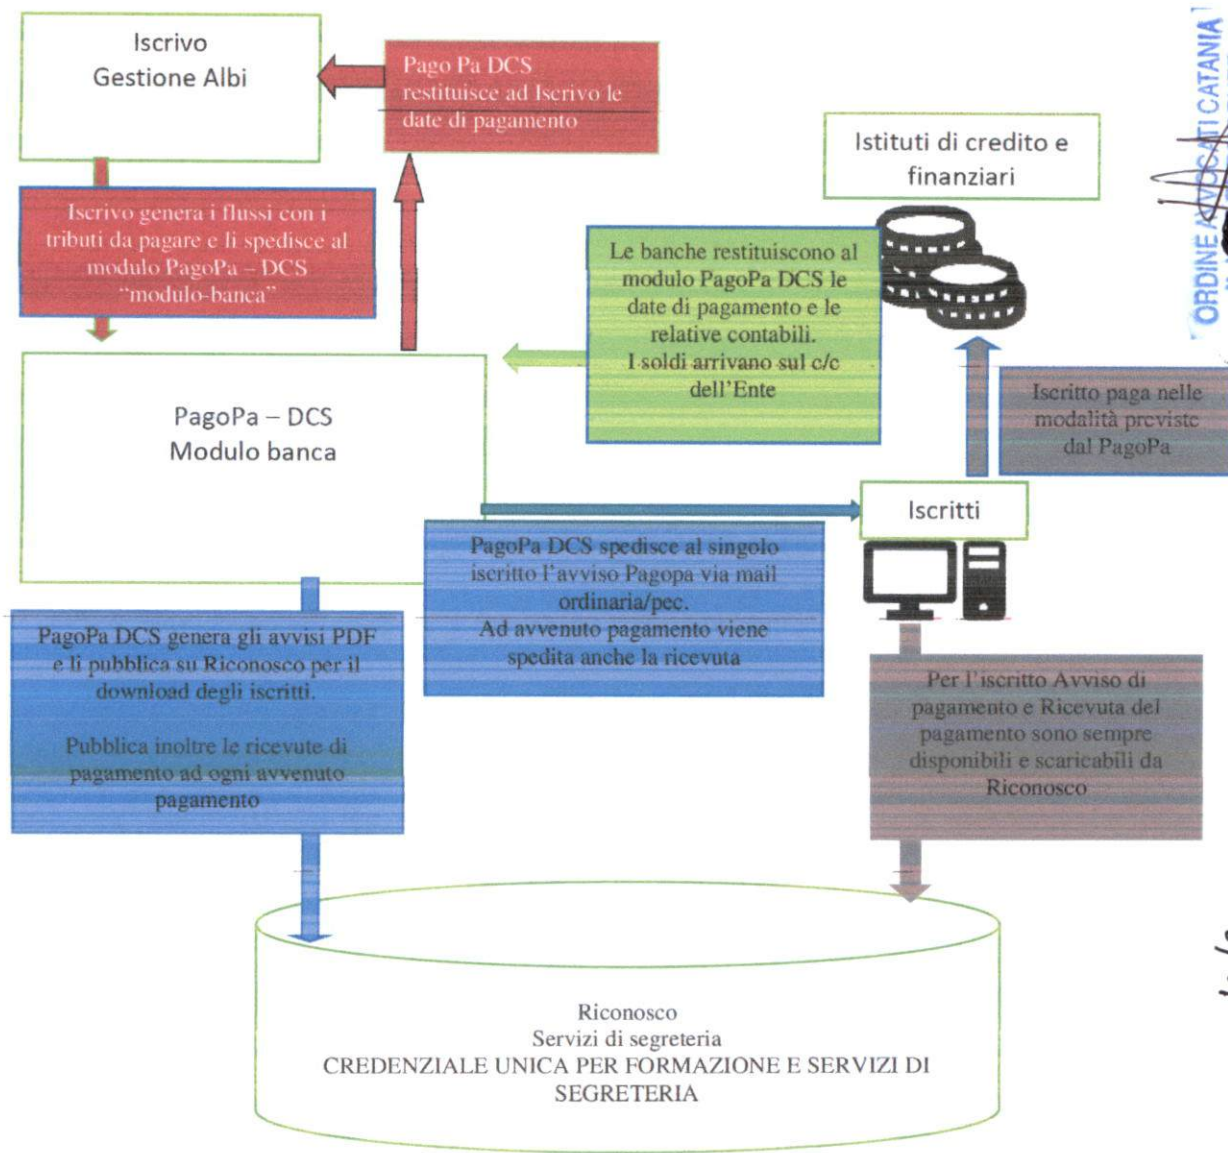 Iscrivo
Gestione Albi
Pago Pa DCS
restituisce ad Iscrivo le
date di pagamento
Istituti di credito e
finanziari
ORDINE AVVOCATI CATANIA
Iscrivo genera i flussi con i
tributi da pagare e li spedisce al
modulo PagoPa – DCS
“modulo-banca”
Le banche restituiscono al
modulo PagoPa DCS le
date di pagamento e le
relative contabili.
I soldi arrivano sul c/c
dell’Ente
Iscritto paga nelle
modalità previste
dal PagoPa
PagoPa – DCS
Modulo banca
Iscritti
PagoPa DCS spedisce al singolo
iscritto l’avviso Pagopa via mail
ordinaria/pec.
Ad avvenuto pagamento viene
spedita anche la ricevuta
PagoPa DCS genera gli avvisi PDF
e li pubblica su Riconosco per il
download degli iscritti.
Pubblica inoltre le ricevute di
pagamento ad ogni avvenuto
pagamento
Per l’iscritto Avviso di
pagamento e Ricevuta del
pagamento sono sempre
disponibili e scaricabili da
Riconosco
Riconosco
Servizi di segreteria
CREDENZIALE UNICA PER FORMAZIONE E SERVIZI DI
SEGRETERIA